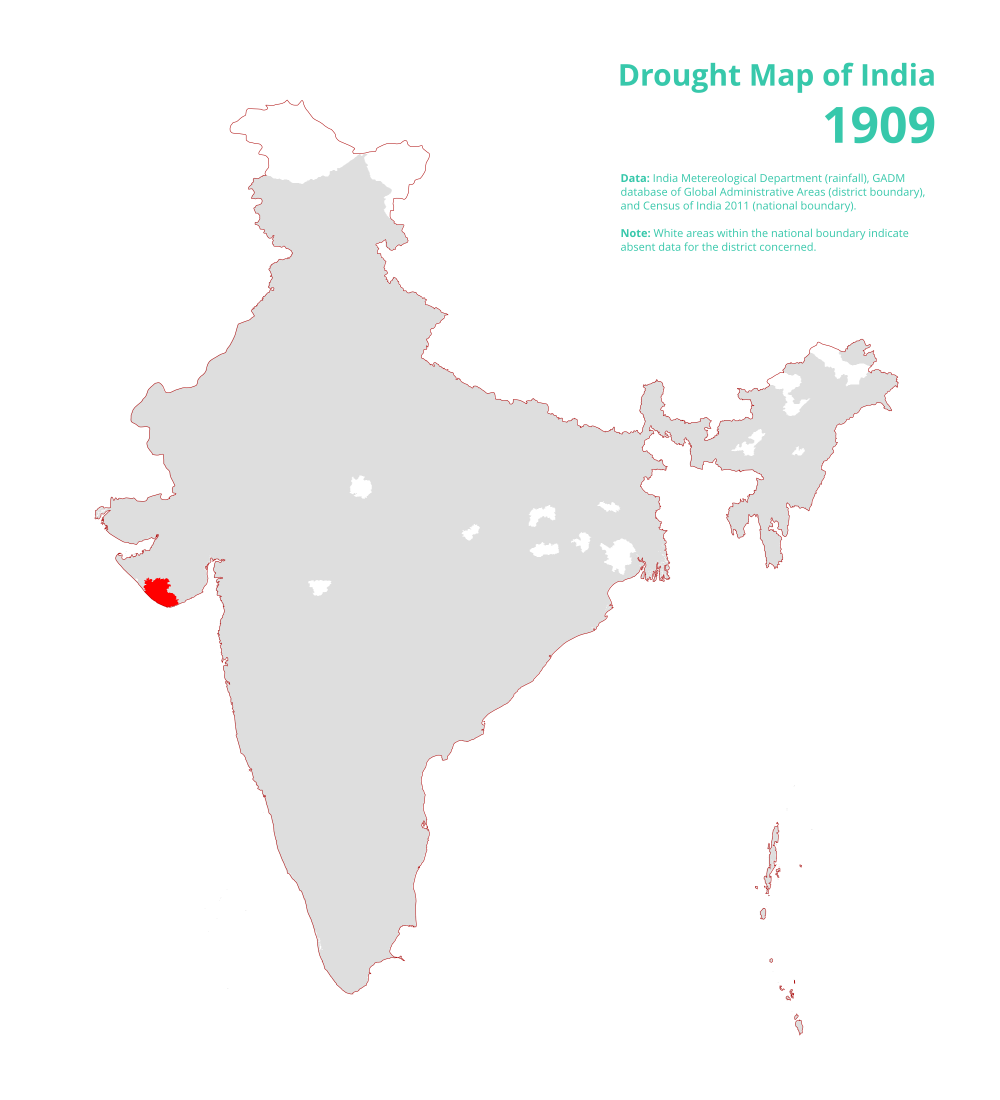 Drought Map of India
1909
Data: India Metereological Department (rainfall), GADM
database of Global Administrative Areas (district boundary),
and Census of India 2011 (national boundary).
Note: White areas within the national boundary indicate
absent data for the district concerned.